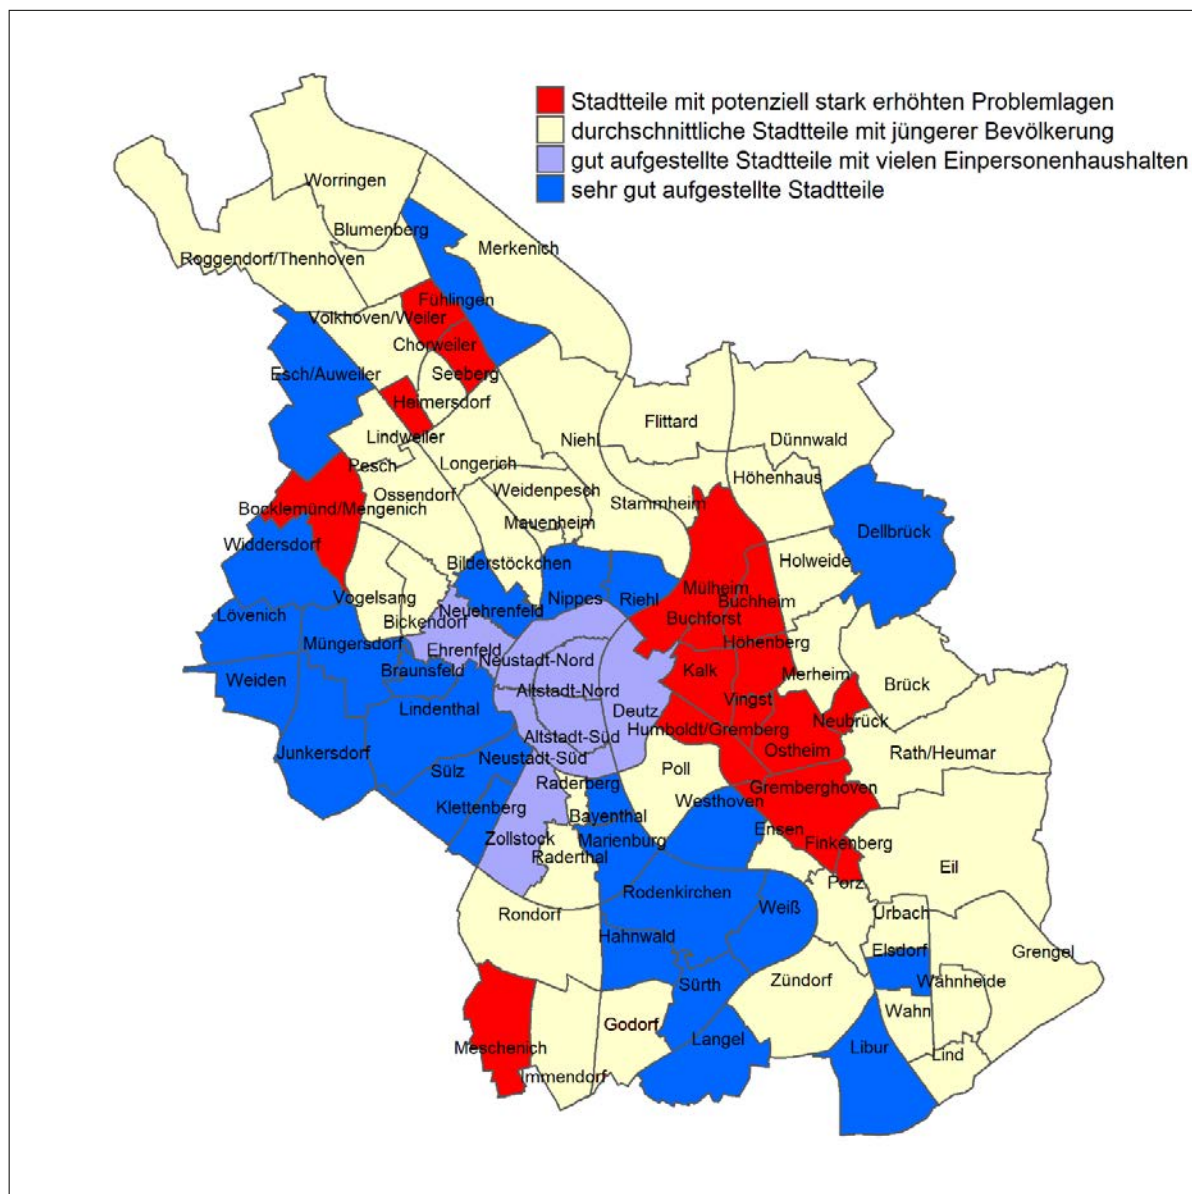 Stadtteile mit potenziell stark erhöhten Problemlagen
durchschnittliche Stadtteile mit jüngerer Bevölkerung
gut aufgestellte Stadtteile mit vielen Einpersonenhaushalten
sehr gut aufgestellte Stadtteile
Worringen
Blumenberg
Merkenich
Roggendorf/Thenhoven
Fühlingen
Volkhoven/Weiler
Chorweiler
Esch/Auweiler
Seeberg
Heimersdorf
Flittard
Lindweiler
Niehl
Dünnwald
Pesch
Longerich
Höhenhaus
Ossendorf
Weidenpesch
Stammheim
Bocklemünd/Mengenich
Mauenheim
Dellbrück
Widdersdorf
Bilderstöckchen
Holweide
Mülheim
Vogelsang
Nippes
Riehl
Buchheim
Neuehrenfeld
Lövenich
Bickendorf
Buchforst
Müngersdorf
Ehrenfeld
Höhenberg
Neustadt-Nord
Braunsfeld
Kalk
Merheim
Weiden
Brück
Altstadt-Nord
Vingst
Lindenthal
Deutz
Neubrück
Humboldt/Gremberg
Altstadt-Süd
Junkersdorf
Ostheim
Rath/Heumar
Neustadt-Süd
Sülz
Poll
Raderberg
Gremberghoven
Westhoven
Klettenberg
Bayenthal
Ensen
Zollstock
Marienburg
Finkenberg
Raderthal
Eil
Porz
Rodenkirchen
Weiß
Rondorf
Urbach
Hahnwald
Elsdorf
Grengel
Zündorf
Wahnheide
Sürth
Wahn
Godorf
Langel
Meschenich
Libur
Lind
Immendorf